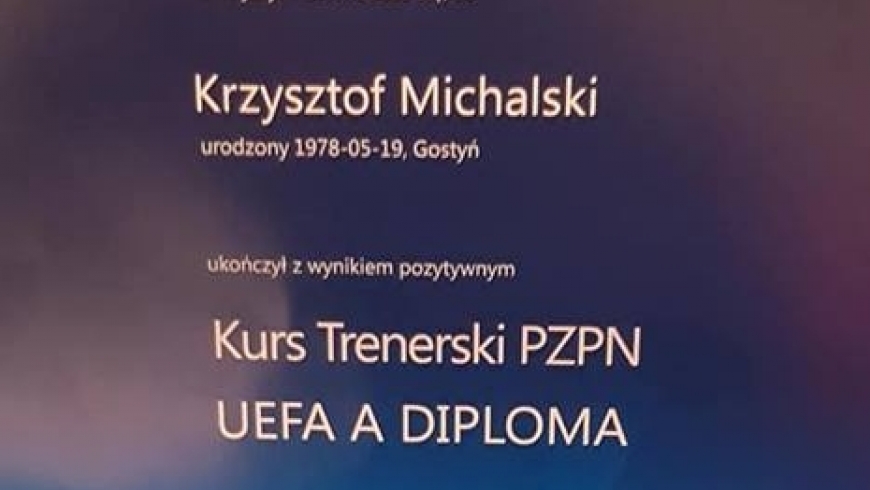 Krzysztof Michalski
urodzony 1978-05-19, Gostyń
ukończył z wynikiem pozytywnym
Kurs Trenerski PZPN
UEFA A DIPLOMA